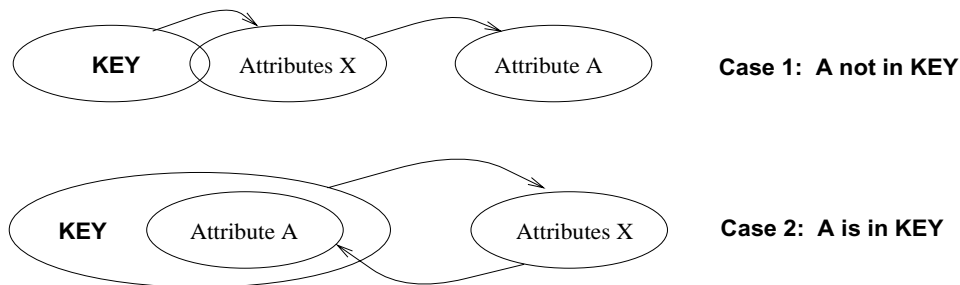 KEY Attributes X Attribute A Case 1: A not in KEY
KEY Attribute A Attributes X Case 2: A is in KEY